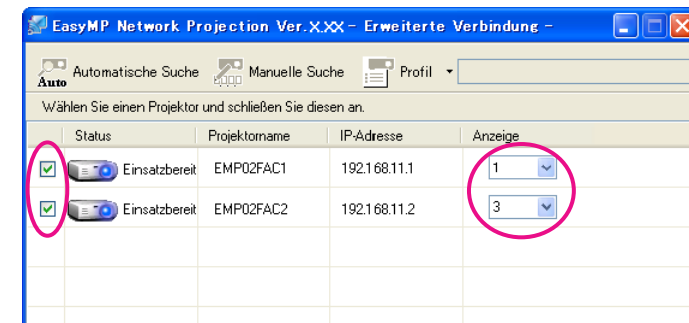 EasyMP Network Projection Ver.X.XX - Erweiterte Verbindung -
Auto Automatische Suche Manuelle Suche Profil
Wählen Sie einen Projektor und schließen Sie diesen an.
Status Projektorname IP-Adresse Anzeige
Einsatzbereit EMP02FAC1 192.168.11.1 1
Einsatzbereit EMP02FAC2 192.168.11.2 3